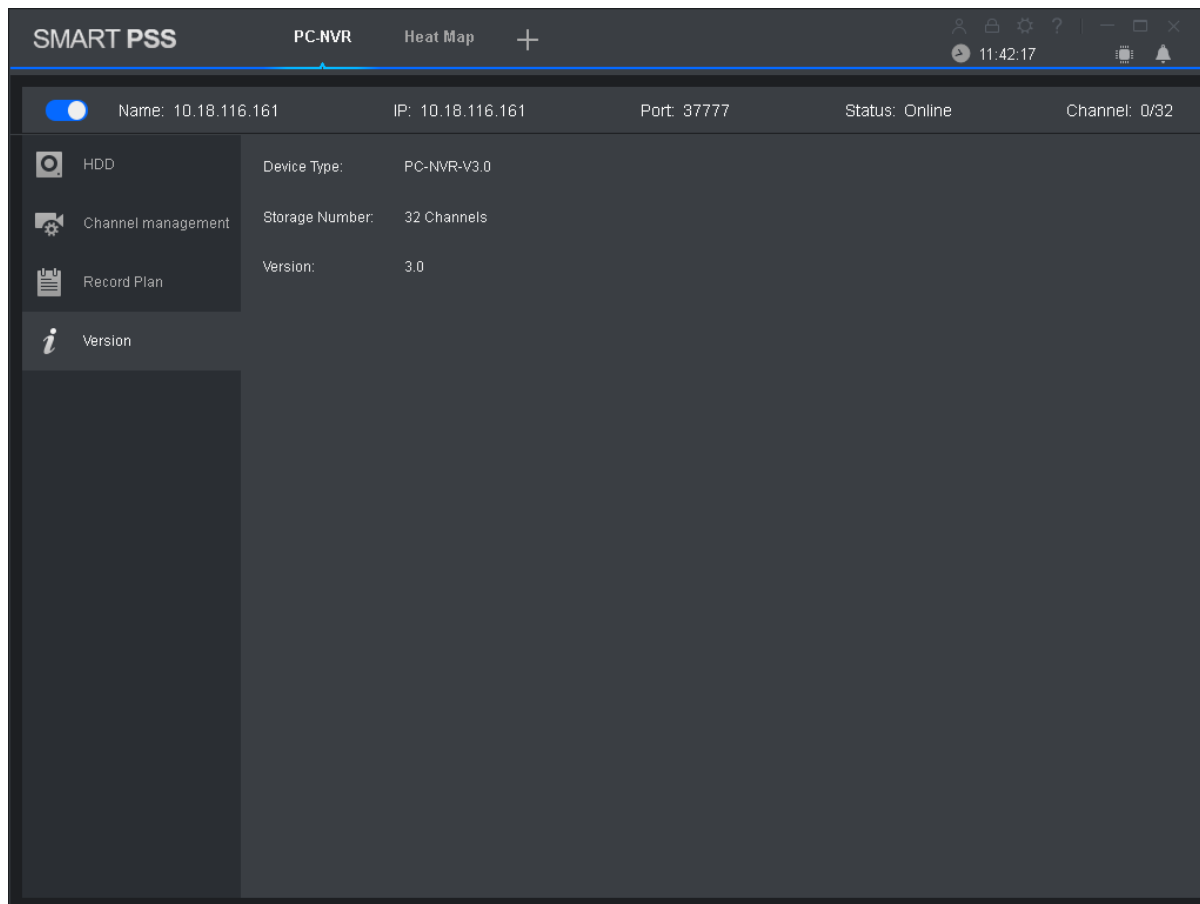 SMART PSS PC-NVR Heat Map ?
11:42:17
Name: 10.18.116.161 IP: 10.18.116.161 Port: 37777 Status: Online Channel: 0/32
HDD
Channel management
Record Plan
Version
Device Type: PC-NVR-V3.0
Storage Number: 32 Channels
Version: 3.0